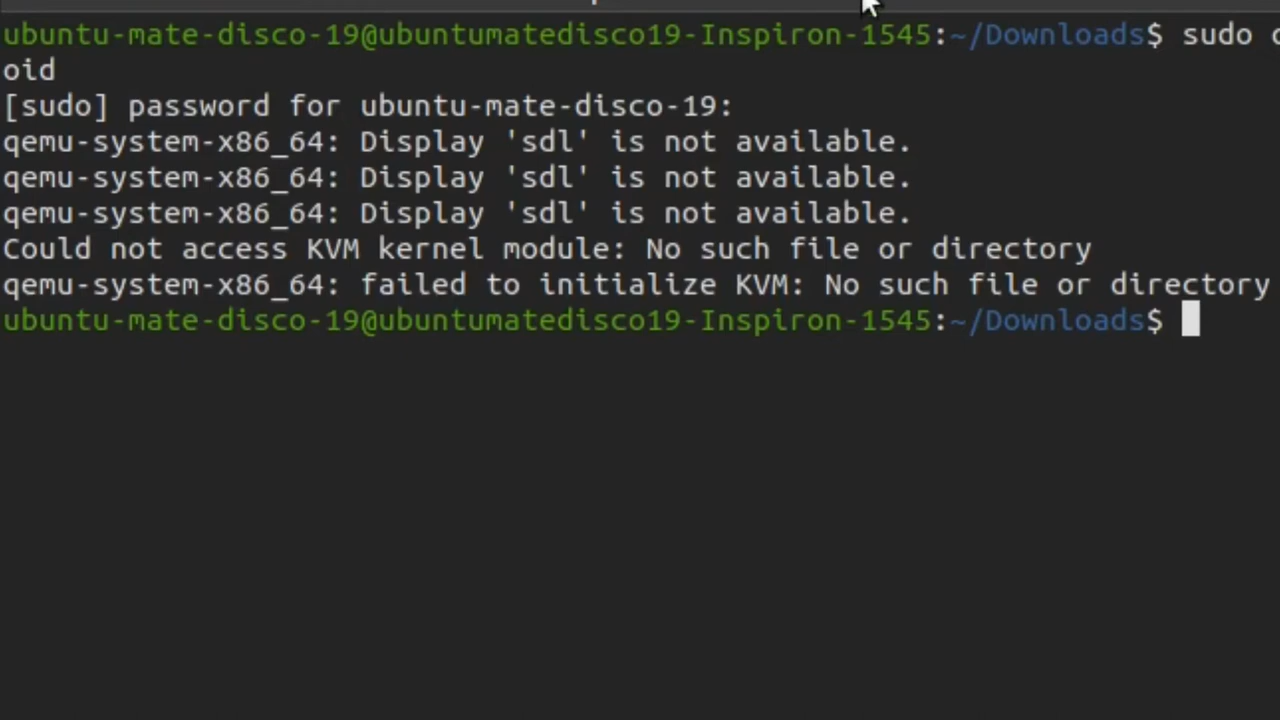 ubuntu-mate-disco-19@ubuntumatedisco19-Inspiron-1545:~/Downloads$ sudo
oid
[sudo] password for ubuntu-mate-disco-19:
qemu-system-x86_64: Display 'sdl' is not available.
qemu-system-x86_64: Display 'sdl' is not available.
qemu-system-x86_64: Display 'sdl' is not available.
Could not access KVM kernel module: No such file or directory
qemu-system-x86_64: failed to initialize KVM: No such file or directory
ubuntu-mate-disco-19@ubuntumatedisco19-Inspiron-1545:~/Downloads$